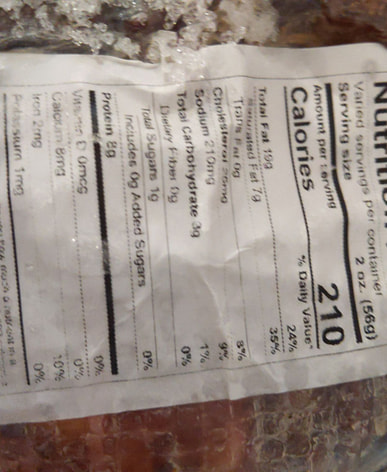 Nutrition
Varied servings per container
Serving size 2 oz. (56g)
Amount per serving
Calories 210
% Daily Value*
Total Fat 19g 24%
Saturated Fat 7g 35%
Trans Fat 0g
Cholesterol 8%
Sodium 210mg 9%
Total Carbohydrate 3g 1%
Dietary Fiber 0g 0%
Total Sugars 1g
Includes 0g Added Sugars 0%
Protein 8g
Vitamin D 0mcg 0%
Calcium 8mg 0%
Iron 2mg 10%
Potassium 1mg 0%